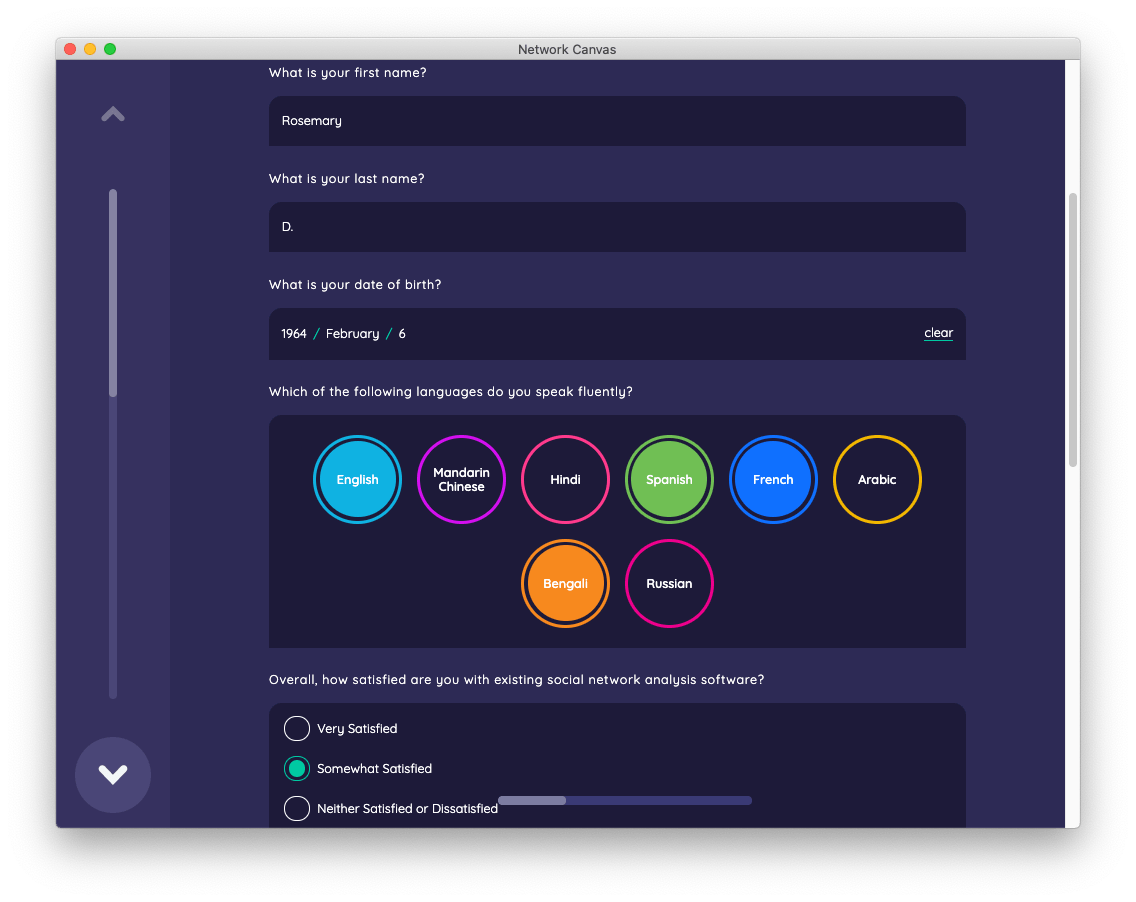 Network Canvas
What is your first name?
Rosemary
What is your last name?
D.
What is your date of birth?
1964 / February / 6
clear
Which of the following languages do you speak fluently?
English
Mandarin
Chinese
Hindi
Spanish
French
Arabic
Bengali
Russian
Overall, how satisfied are you with existing social network analysis software?
Very Satisfied
Somewhat Satisfied
Neither Satisfied or Dissatisfied